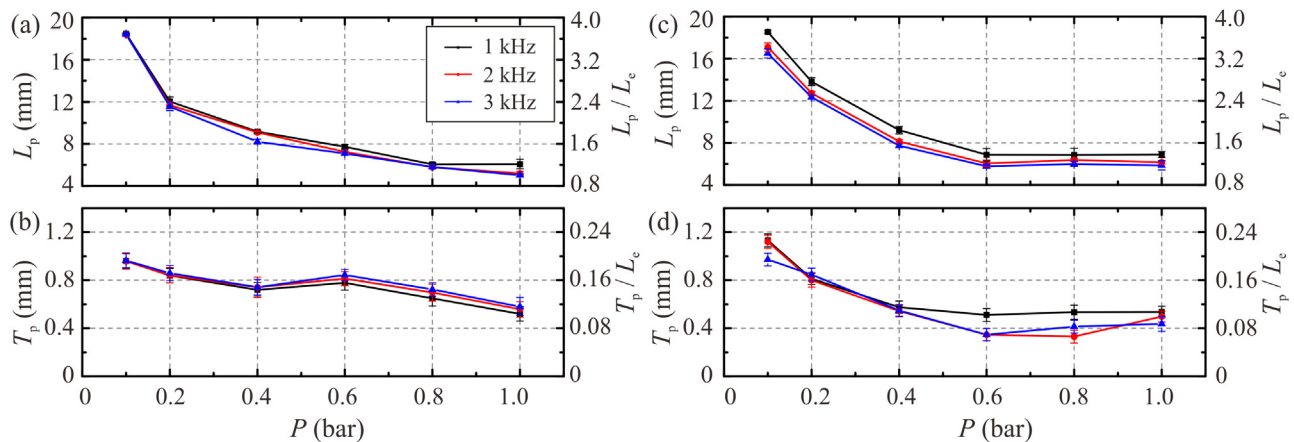 (a)
20
16
12
8
4
L_p (mm)
4.0
3.2
2.4
1.6
0.8
L_p / L_e
1 kHz
2 kHz
3 kHz
(b)
1.2
0.8
0.4
0
T_p (mm)
0.24
0.16
0.08
0
T_p / L_e
0 0.2 0.4 0.6 0.8 1.0
P (bar)
(c)
20
16
12
8
4
L_p (mm)
4.0
3.2
2.4
1.6
0.8
L_p / L_e
(d)
1.2
0.8
0.4
0
T_p (mm)
0.24
0.16
0.08
0
T_p / L_e
0 0.2 0.4 0.6 0.8 1.0
P (bar)